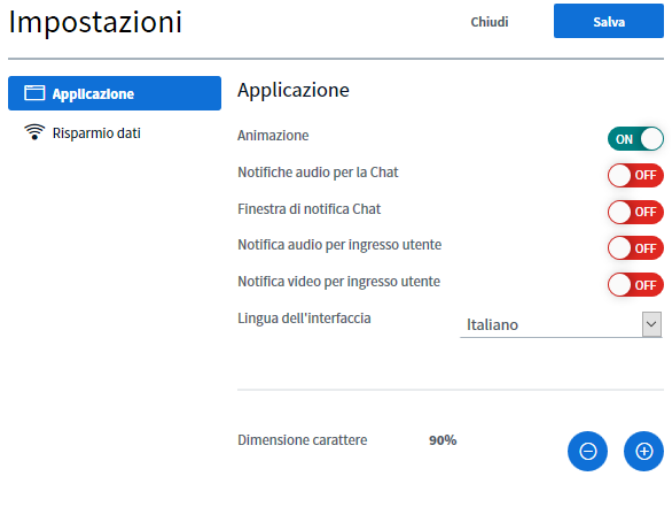 Impostazioni
Chiudi
Salva
Applicazione
Risparmio dati
Applicazione
Animazione
ON
Notifiche audio per la Chat
OFF
Finestra di notifica Chat
OFF
Notifica audio per ingresso utente
OFF
Notifica video per ingresso utente
OFF
Lingua dell'interfaccia
Italiano
Dimensione carattere
90%